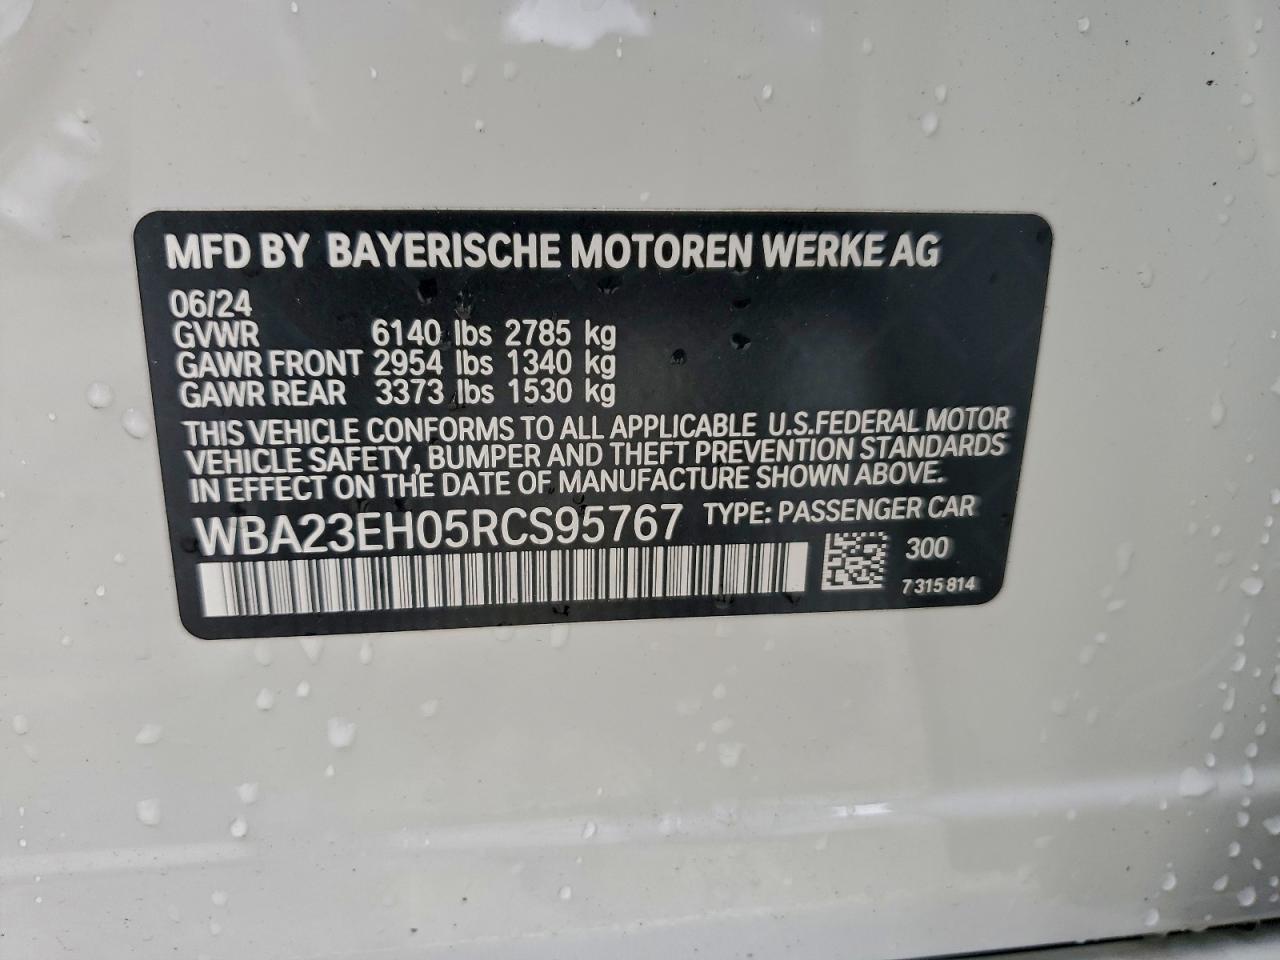 MFD BY BAYERISCHE MOTOREN WERKE AG
06/24
GVWR 6140 lbs 2785 kg
GAWR FRONT 2954 lbs 1340 kg
GAWR REAR 3373 lbs 1530 kg
THIS VEHICLE CONFORMS TO ALL APPLICABLE U.S.FEDERAL MOTOR
VEHICLE SAFETY, BUMPER AND THEFT PREVENTION STANDARDS
IN EFFECT ON THE DATE OF MANUFACTURE SHOWN ABOVE.
WBA23EH05RCS95767 TYPE: PASSENGER CAR
300
7 315 814